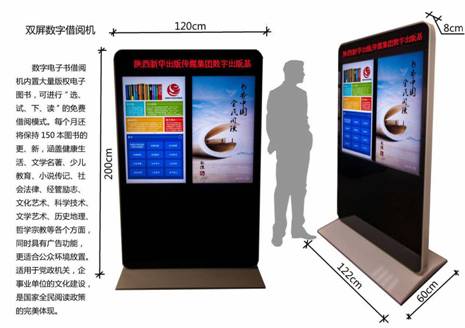 双屏数字借阅机
数字电子书借阅
机内置大量版权电子
图书，可进行“选、
试、下、读”的免费
借阅模式。每个月还
将保持 150 本图书的
更、新，涵盖健康生
活、文学名著、少儿
教育、小说传记、社
会法律、经管励志、
文化艺术、科学技术、
文学艺术、历史地理、
哲学宗教等各个方面，
同时具有广告功能，
更适合公众环境放置。
适用于党政机关，企
事业单位的文化建设，
是国家全民阅读政策
的完美体现。
120cm
200cm
陕西新华出版传媒集团数字出版基
书香中国
全民阅读
8cm
陕西新华出版传媒集团数字出版基
书香中国
全民阅读
122cm
60cm